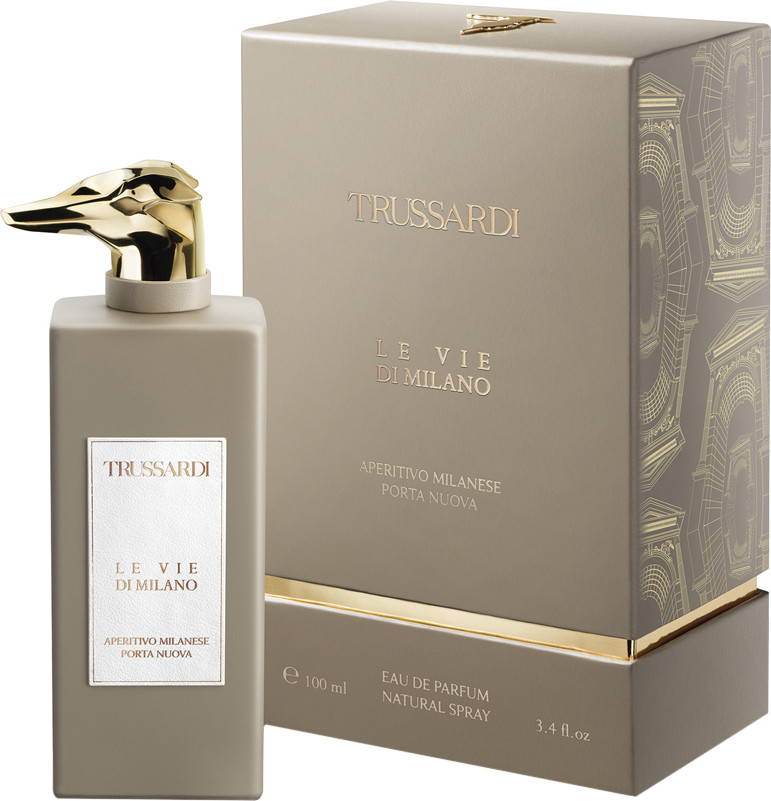 TRUSSARDI
LE VIE
DI MILANO
APERITIVO MILANESE
PORTA NUOVA
TRUSSARDI
LE VIE
DI MILANO
APERITIVO MILANESE
PORTA NUOVA
℮ 100 ml
EAU DE PARFUM
NATURAL SPRAY
3.4 fl.oz